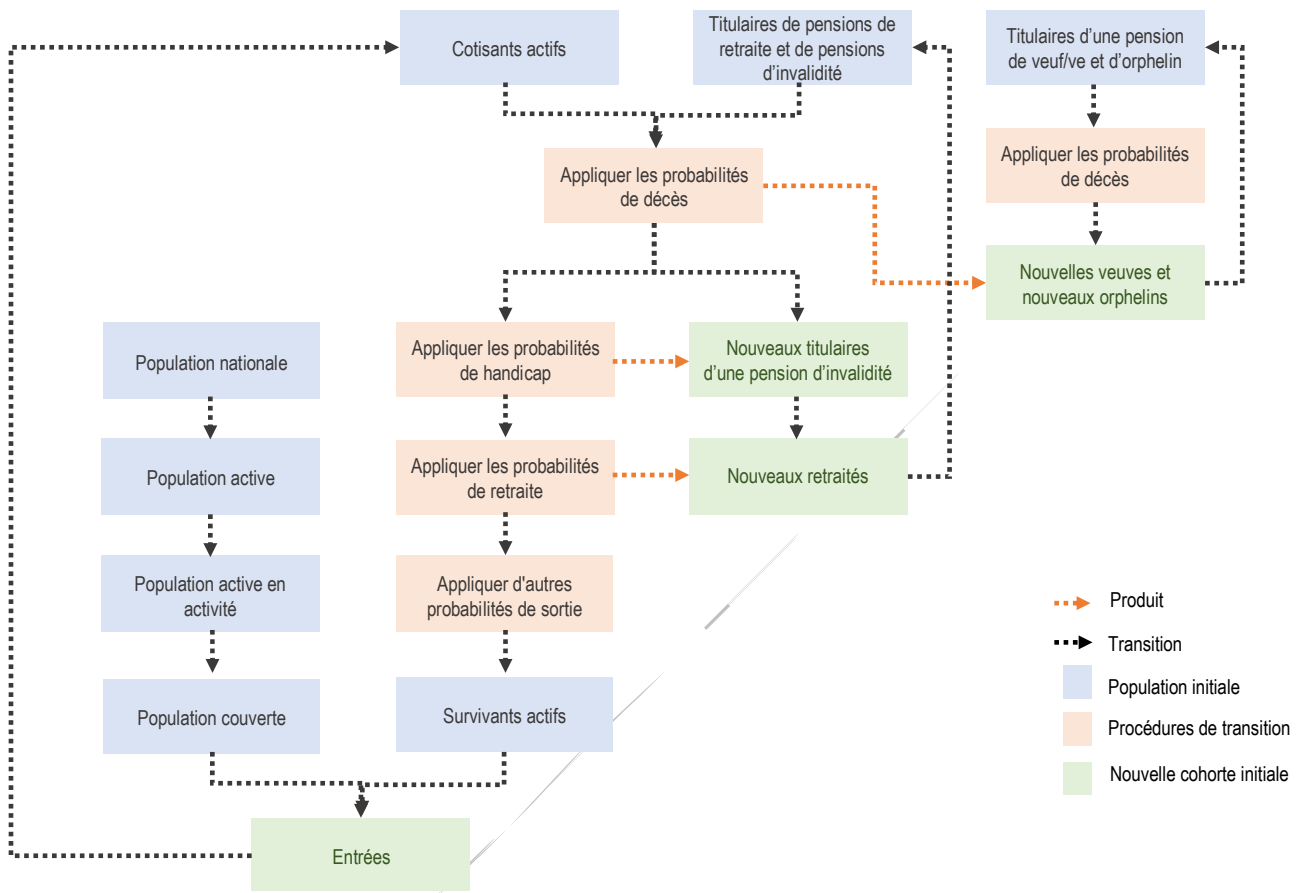 Cotisants actifs
Titulaires de pensions de
retraite et de pensions
d'invalidité
Titulaires d'une pension
de veuf/ve et d'orphelin
Appliquer les probabilités
de décès
Appliquer les probabilités
de décès
Nouvelles veuves et
nouveaux orphelins
Population nationale
Appliquer les probabilités
de handicap
Nouveaux titulaires
d'une pension d'invalidité
Population active
Appliquer les probabilités
de retraite
Nouveaux retraités
Population active en
activité
Appliquer d'autres
probabilités de sortie
Population couverte
Survivants actifs
Entrées
Produit
Transition
Population initiale
Procédures de transition
Nouvelle cohorte initiale